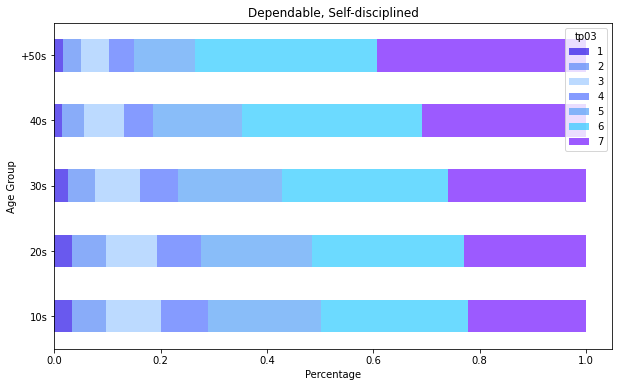 Dependable, Self-disciplined
tp03
1
2
3
4
5
6
7
Age Group
+50s
40s
30s
20s
10s
0.0 0.2 0.4 0.6 0.8 1.0
Percentage